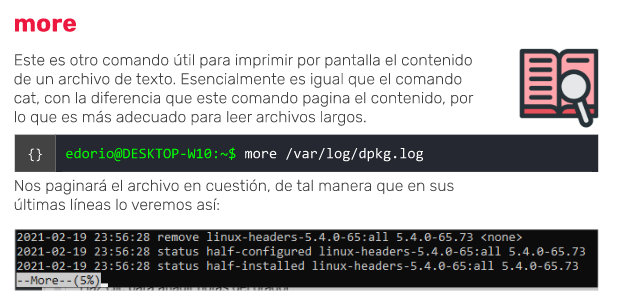 more
Este es otro comando útil para imprimir por pantalla el contenido
de un archivo de texto. Esencialmente es igual que el comando
cat, con la diferencia que este comando pagina el contenido, por
lo que es más adecuado para leer archivos largos.
{} edorio@DESKTOP-W10:~$ more /var/log/dpkg.log
Nos paginará el archivo en cuestión, de tal manera que en sus
últimas líneas lo veremos así:
2021-02-19 23:56:28 remove linux-headers-5.4.0-65:all 5.4.0-65.73 <none>
2021-02-19 23:56:28 status half-configured linux-headers-5.4.0-65:all 5.4.0-65.73
2021-02-19 23:56:28 status half-installed linux-headers-5.4.0-65:all 5.4.0-65.73
--More--(5%)